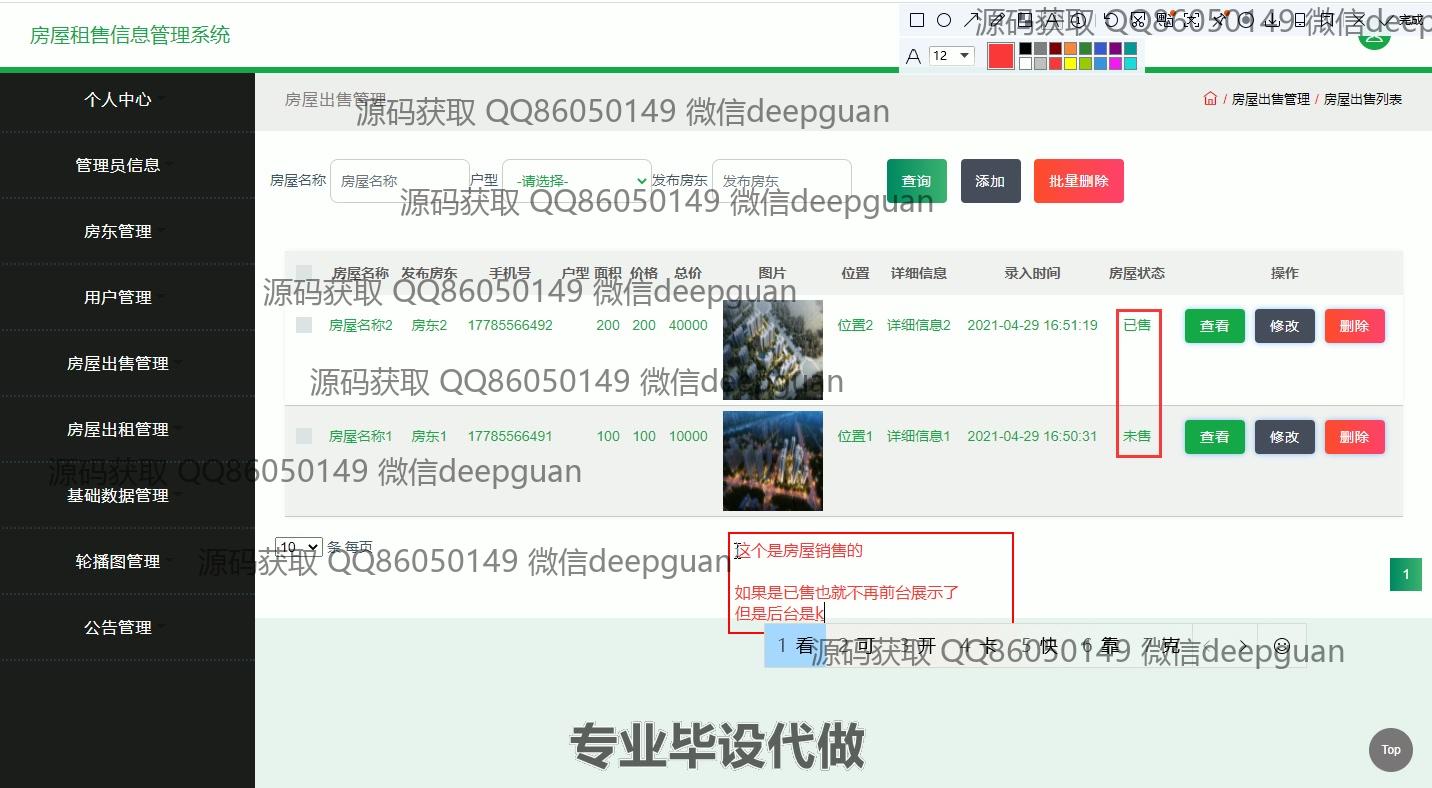 房屋租售信息管理系统
源码获取 QQ86050149 微信deepguan
完成
A 12
个人中心
管理员信息
房东管理
用户管理
房屋出售管理
房屋出租管理
基础数据管理
轮播图管理
公告管理
房屋出售管理
/ 房屋出售管理 / 房屋出售列表
源码获取 QQ86050149 微信deepguan
房屋名称 房屋名称 户型 -请选择- 发布房东 发布房东 查询 添加 批量删除
源码获取 QQ86050149 微信deepguan
房屋名称 发布房东 手机号 户型 面积 价格 总价 图片 位置 详细信息 录入时间 房屋状态 操作
源码获取 QQ86050149 微信deepguan
房屋名称2 房东2 17785566492 200 200 40000 位置2 详细信息2 2021-04-29 16:51:19 已售 查看 修改 删除
源码获取 QQ86050149 微信deepguan
房屋名称1 房东1 17785566491 100 100 10000 位置1 详细信息1 2021-04-29 16:50:31 未售 查看 修改 删除
源码获取 QQ86050149 微信deepguan
10 条 每页
源码获取 QQ86050149 微信deepguan
1
这个是房屋销售的
如果是已售也就不再前台展示了
但是后台是k
1 看 2 可 3 开 4 卡 5 快 6 靠 7 克
源码获取 QQ86050149 微信deepguan
专业毕设代做
Top